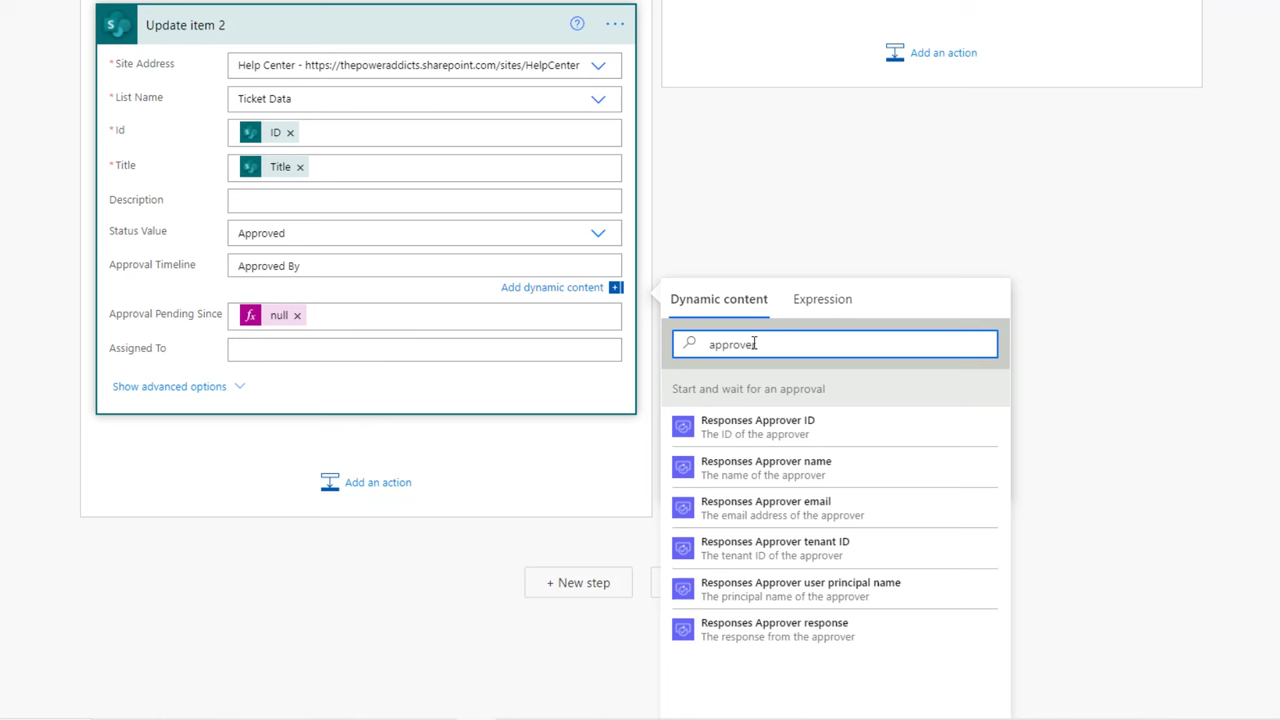 Update item 2
* Site Address
Help Center - https://thepoweraddicts.sharepoint.com/sites/HelpCenter
* List Name
Ticket Data
* Id
ID ×
* Title
Title ×
Description
Status Value
Approved
Approval Timeline
Approved By
Add dynamic content
Approval Pending Since
fx null ×
Assigned To
Show advanced options
Add an action
+ New step
Add an action
Dynamic content
Expression
approver
Start and wait for an approval
Responses Approver ID
The ID of the approver
Responses Approver name
The name of the approver
Responses Approver email
The email address of the approver
Responses Approver tenant ID
The tenant ID of the approver
Responses Approver user principal name
The principal name of the approver
Responses Approver response
The response from the approver